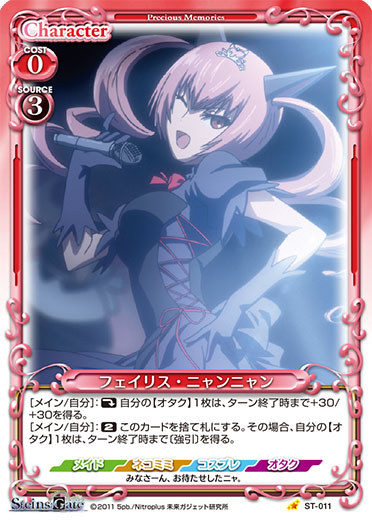 Precious Memories
Character
COST
0
SOURCE
3
フェイリス・ニャンニャン
[メイン/自分]: 自分の【オタク】1枚は、ターン終了時まで+30/
+30を得る。
[メイン/自分]: 2 このカードを捨て札にする。その場合、自分の【オ
タク】1枚は、ターン終了時まで《強引》を得る。
メイド ネコミミ コスプレ オタク
みなさーん、お待たせしたニャ。
Steins;Gate ©2011 5pb./Nitroplus 未来ガジェット研究所 ST-011